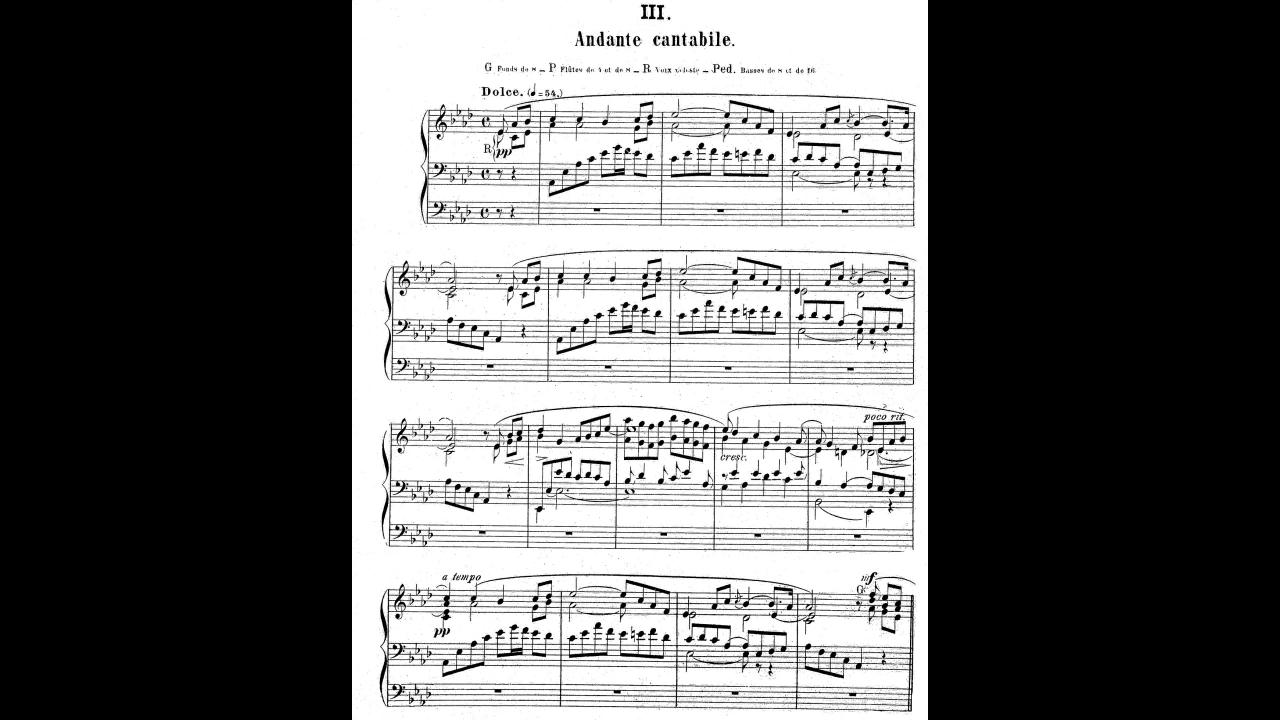 III.
Andante cantabile.
G Fonds de 8 _ P Flûtes de 4 et de 8 _ R Voix céleste _ Ped. Basses de 8 et de 16
Dolce. (♩=54.)
R
pp
poco rit.
cresc.
a tempo
mf
G
pp